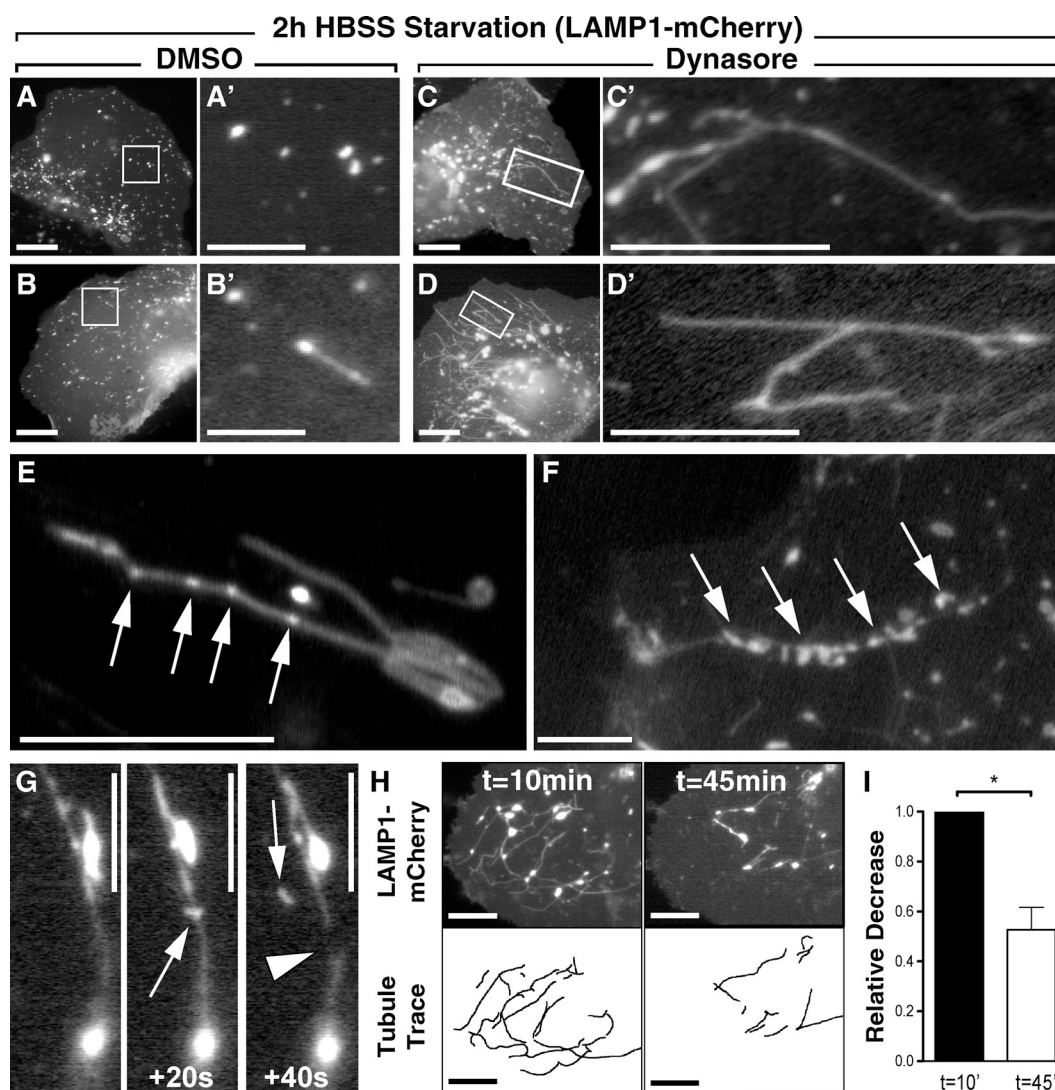 2h HBSS Starvation (LAMP1-mCherry)
DMSO
Dynasore
A
A'
C
C'
B
B'
D
D'
E
F
G
+20s
+40s
H
t=10min
t=45min
LAMP1-
mCherry
Tubule
Trace
I
*
Relative Decrease
1.0
0.8
0.6
0.4
0.2
0.0
t=10'
t=45'